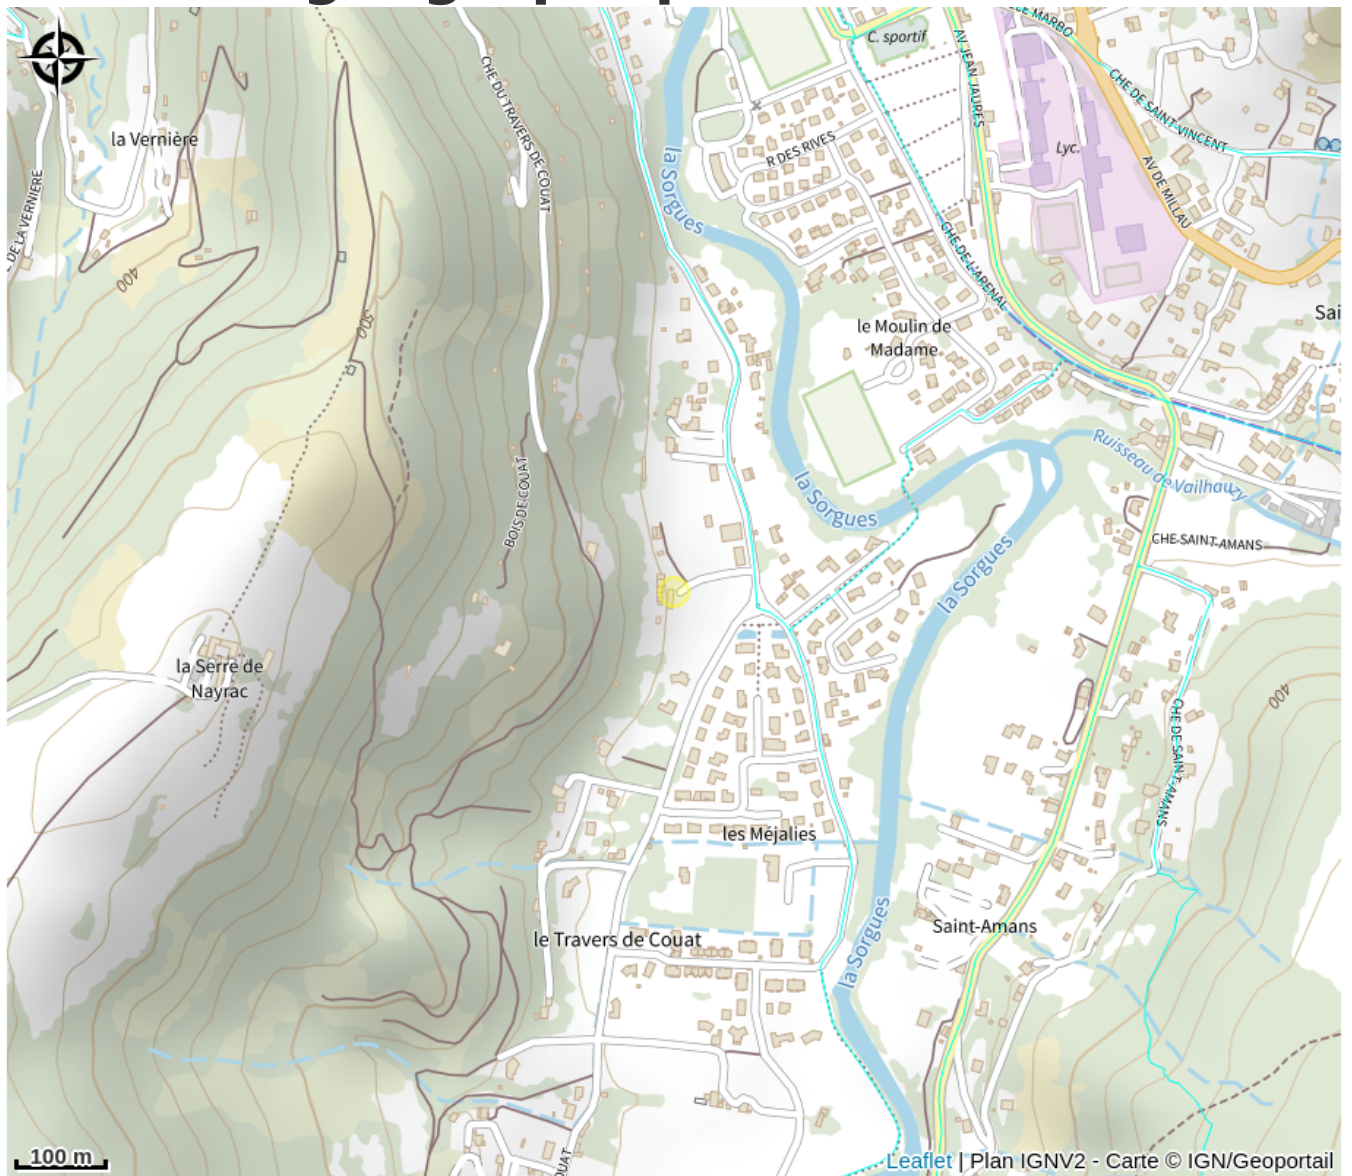 C. sportif
CHE DE SAINT-VINCENT
AV JEAN JAURES
CHE DU TRAVERS DE COUAT
la Vernière
R DES RIVES
Lyc.
AV DE MILLAU
la Sorgues
DE LA VERNIERE
CHE DE L'ARENAL
400
500
le Moulin de
Madame
Sai
Ruisseau de Vailhauzy
BOIS DE COUAT
la Sorgues
CHE SAINT-AMANS
la Sorgues
la Serre de
Nayrac
400
CHE DE SAINT-AMANS
les Méjalies
Saint-Amans
le Travers de Couat
la Sorgues
OUAT
100 m
Leaflet | Plan IGNV2 - Carte © IGN/Geoportail